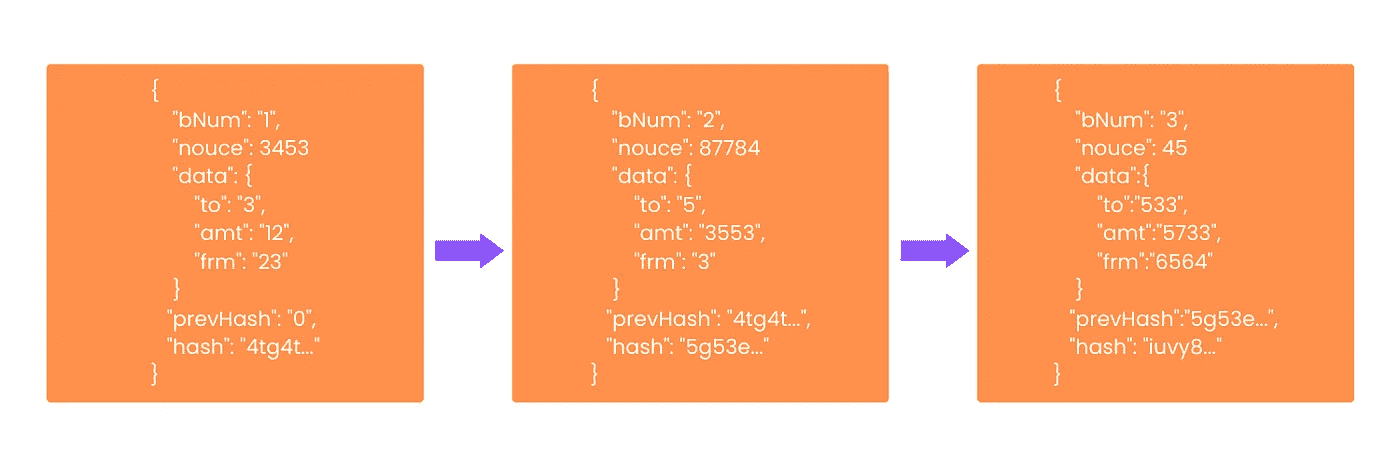 {
"bNum": "1",
"nouce": 3453
"data": {
"to": "3",
"amt": "12",
"frm": "23"
}
"prevHash": "0",
"hash": "4tg4t..."
}
{
"bNum": "2",
"nouce": 87784
"data": {
"to": "5",
"amt": "3553",
"frm": "3"
}
"prevHash": "4tg4t...",
"hash": "5g53e..."
}
{
"bNum": "3",
"nouce": 45
"data":{
"to":"533",
"amt":"5733",
"frm":"6564"
}
"prevHash":"5g53e...",
"hash": "iuvy8..."
}